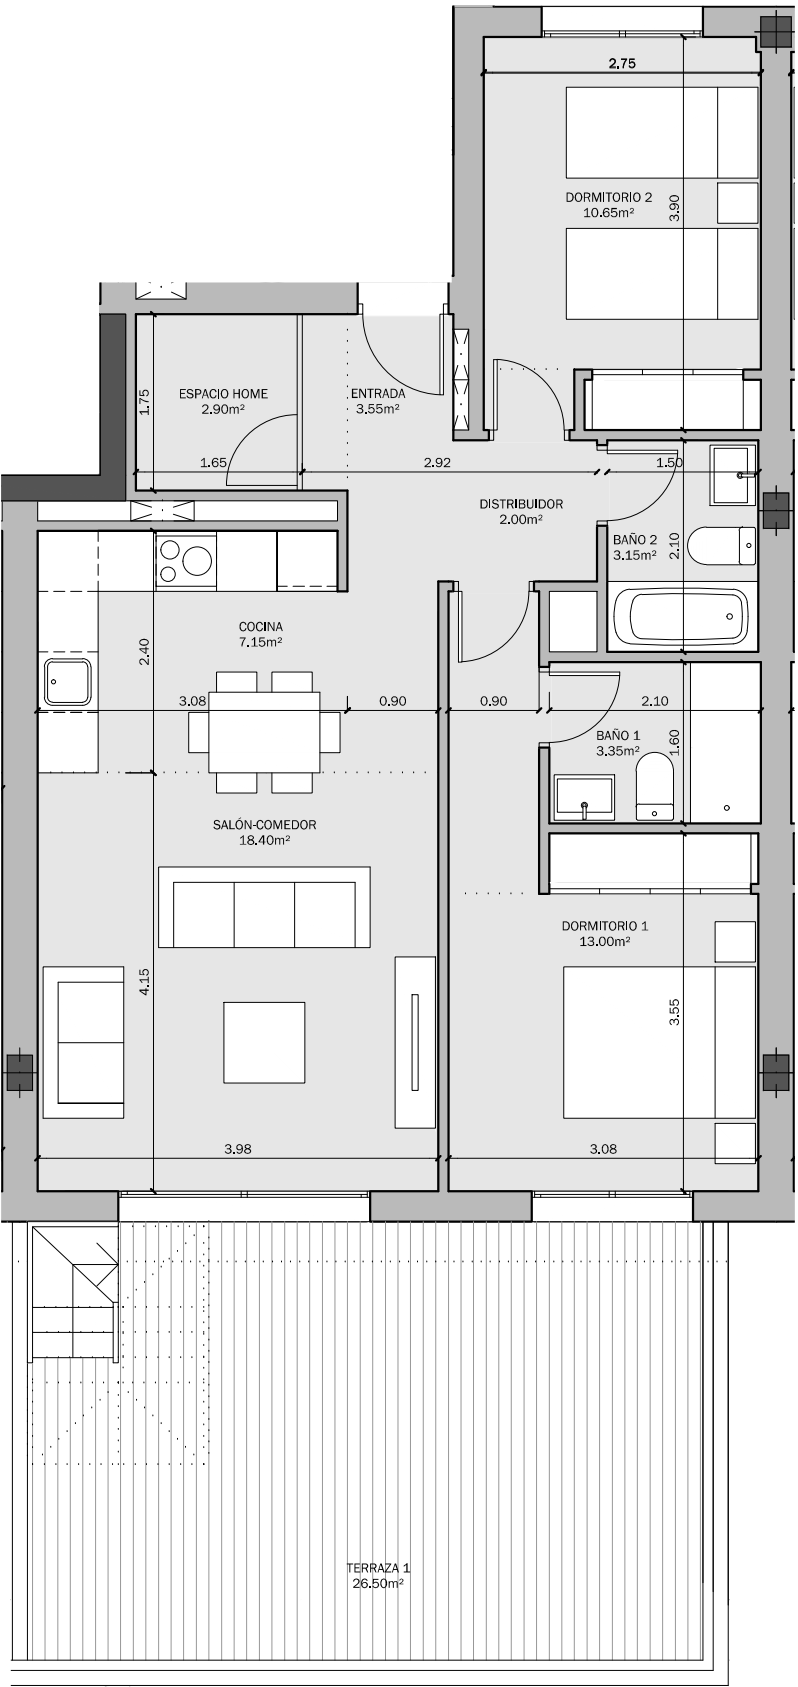 2.75
DORMITORIO 2
10.65m²
3.90
ESPACIO HOME
2.90m²
1.75
ENTRADA
3.55m²
1.65
2.92
1.50
DISTRIBUIDOR
2.00m²
BAÑO 2
3.15m²
2.10
COCINA
7.15m²
2.40
3.08
0.90
0.90
2.10
BAÑO 1
3.35m²
1.60
SALÓN-COMEDOR
18.40m²
DORMITORIO 1
13.00m²
4.15
3.55
3.98
3.08
TERRAZA 1
26.50m²